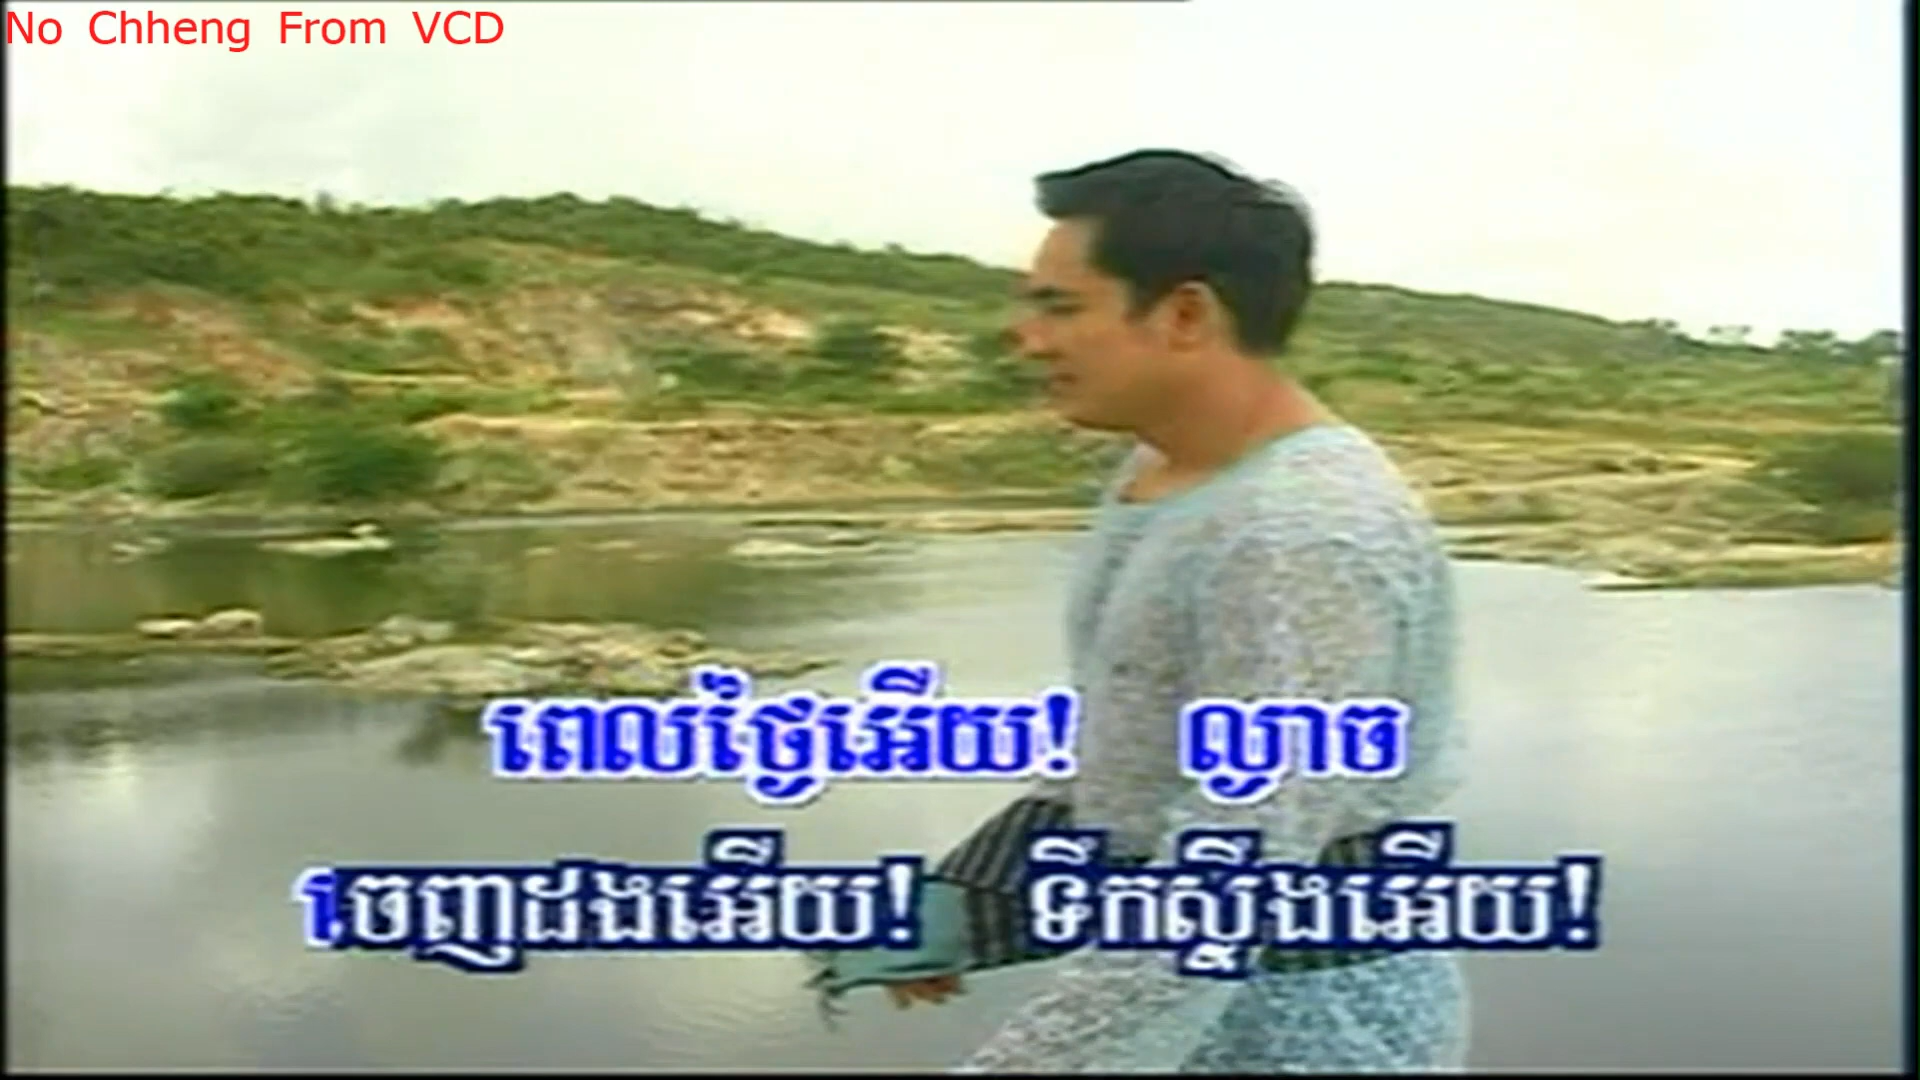 No Chheng From VCD
ពេលថ្ងៃអើយ! ល្ងាច
ចេញដងអើយ! ទឹកស្ទឹងអើយ!